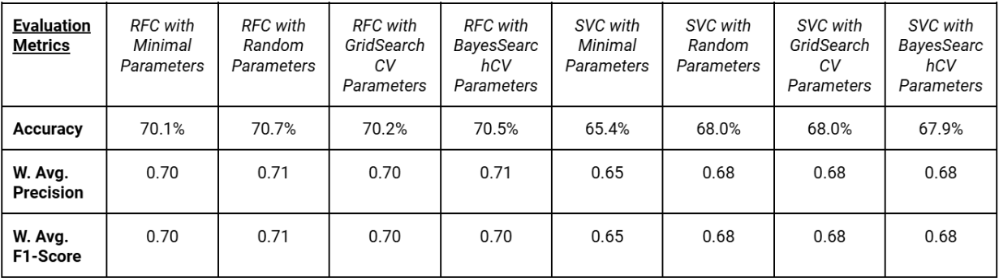 Evaluation
Metrics
RFC with
Minimal
Parameters
RFC with
Random
Parameters
RFC with
GridSearch
CV
Parameters
RFC with
BayesSearc
hCV
Parameters
SVC with
Minimal
Parameters
SVC with
Random
Parameters
SVC with
GridSearch
CV
Parameters
SVC with
BayesSearc
hCV
Parameters
Accuracy
70.1%
70.7%
70.2%
70.5%
65.4%
68.0%
68.0%
67.9%
W. Avg.
Precision
0.70
0.71
0.70
0.71
0.65
0.68
0.68
0.68
W. Avg.
F1-Score
0.70
0.71
0.70
0.70
0.65
0.68
0.68
0.68